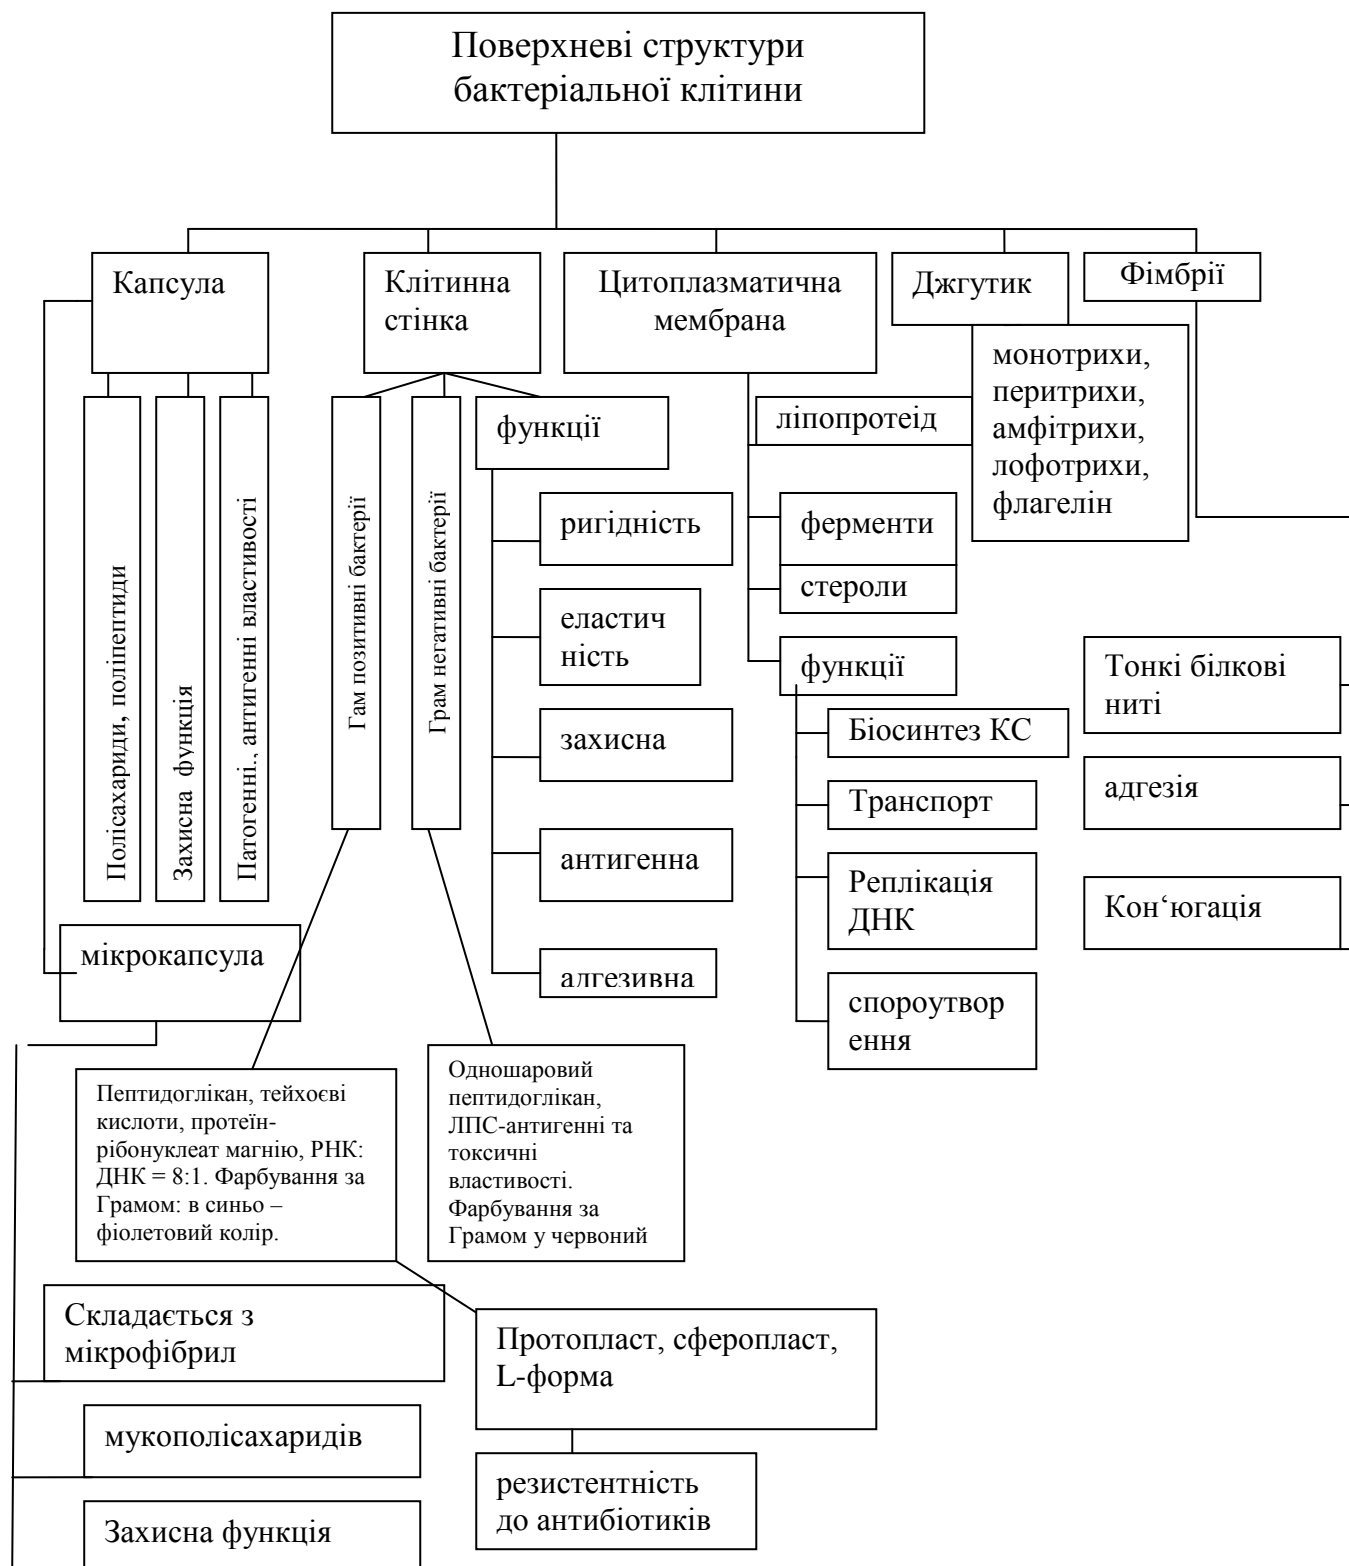 Поверхневі структури
бактеріальної клітини
Капсула
Клітинна
стінка
Цитоплазматична
мембрана
Джгутик
Фімбрії
монотрихи,
перитрихи,
амфітрихи,
лофотрихи,
флагелін
Полісахариди, поліпептиди
Захисна функція
Патогенні., антигенні властивості
Гам позитивні бактерії
Грам негативні бактерії
функції
ригідність
еластич
ність
захисна
антигенна
адгезивна
ліпопротеід
ферменти
стероли
функції
Біосинтез КС
Транспорт
Реплікація
ДНК
спороутвор
ення
Тонкі білкові
ниті
адгезія
Кон‘югація
мікрокапсула
Пептидоглікан, тейхоєві
кислоти, протеїн-
рібонуклеат магнію, РНК:
ДНК = 8:1. Фарбування за
Грамом: в синьо –
фіолетовий колір.
Одношаровий
пептидоглікан,
ЛПС-антигенні та
токсичні
властивості.
Фарбування за
Грамом у червоний
Складається з
мікрофібрил
мукополісахаридів
Захисна функція
Протопласт, сферопласт,
L-форма
резистентність
до антибіотиків